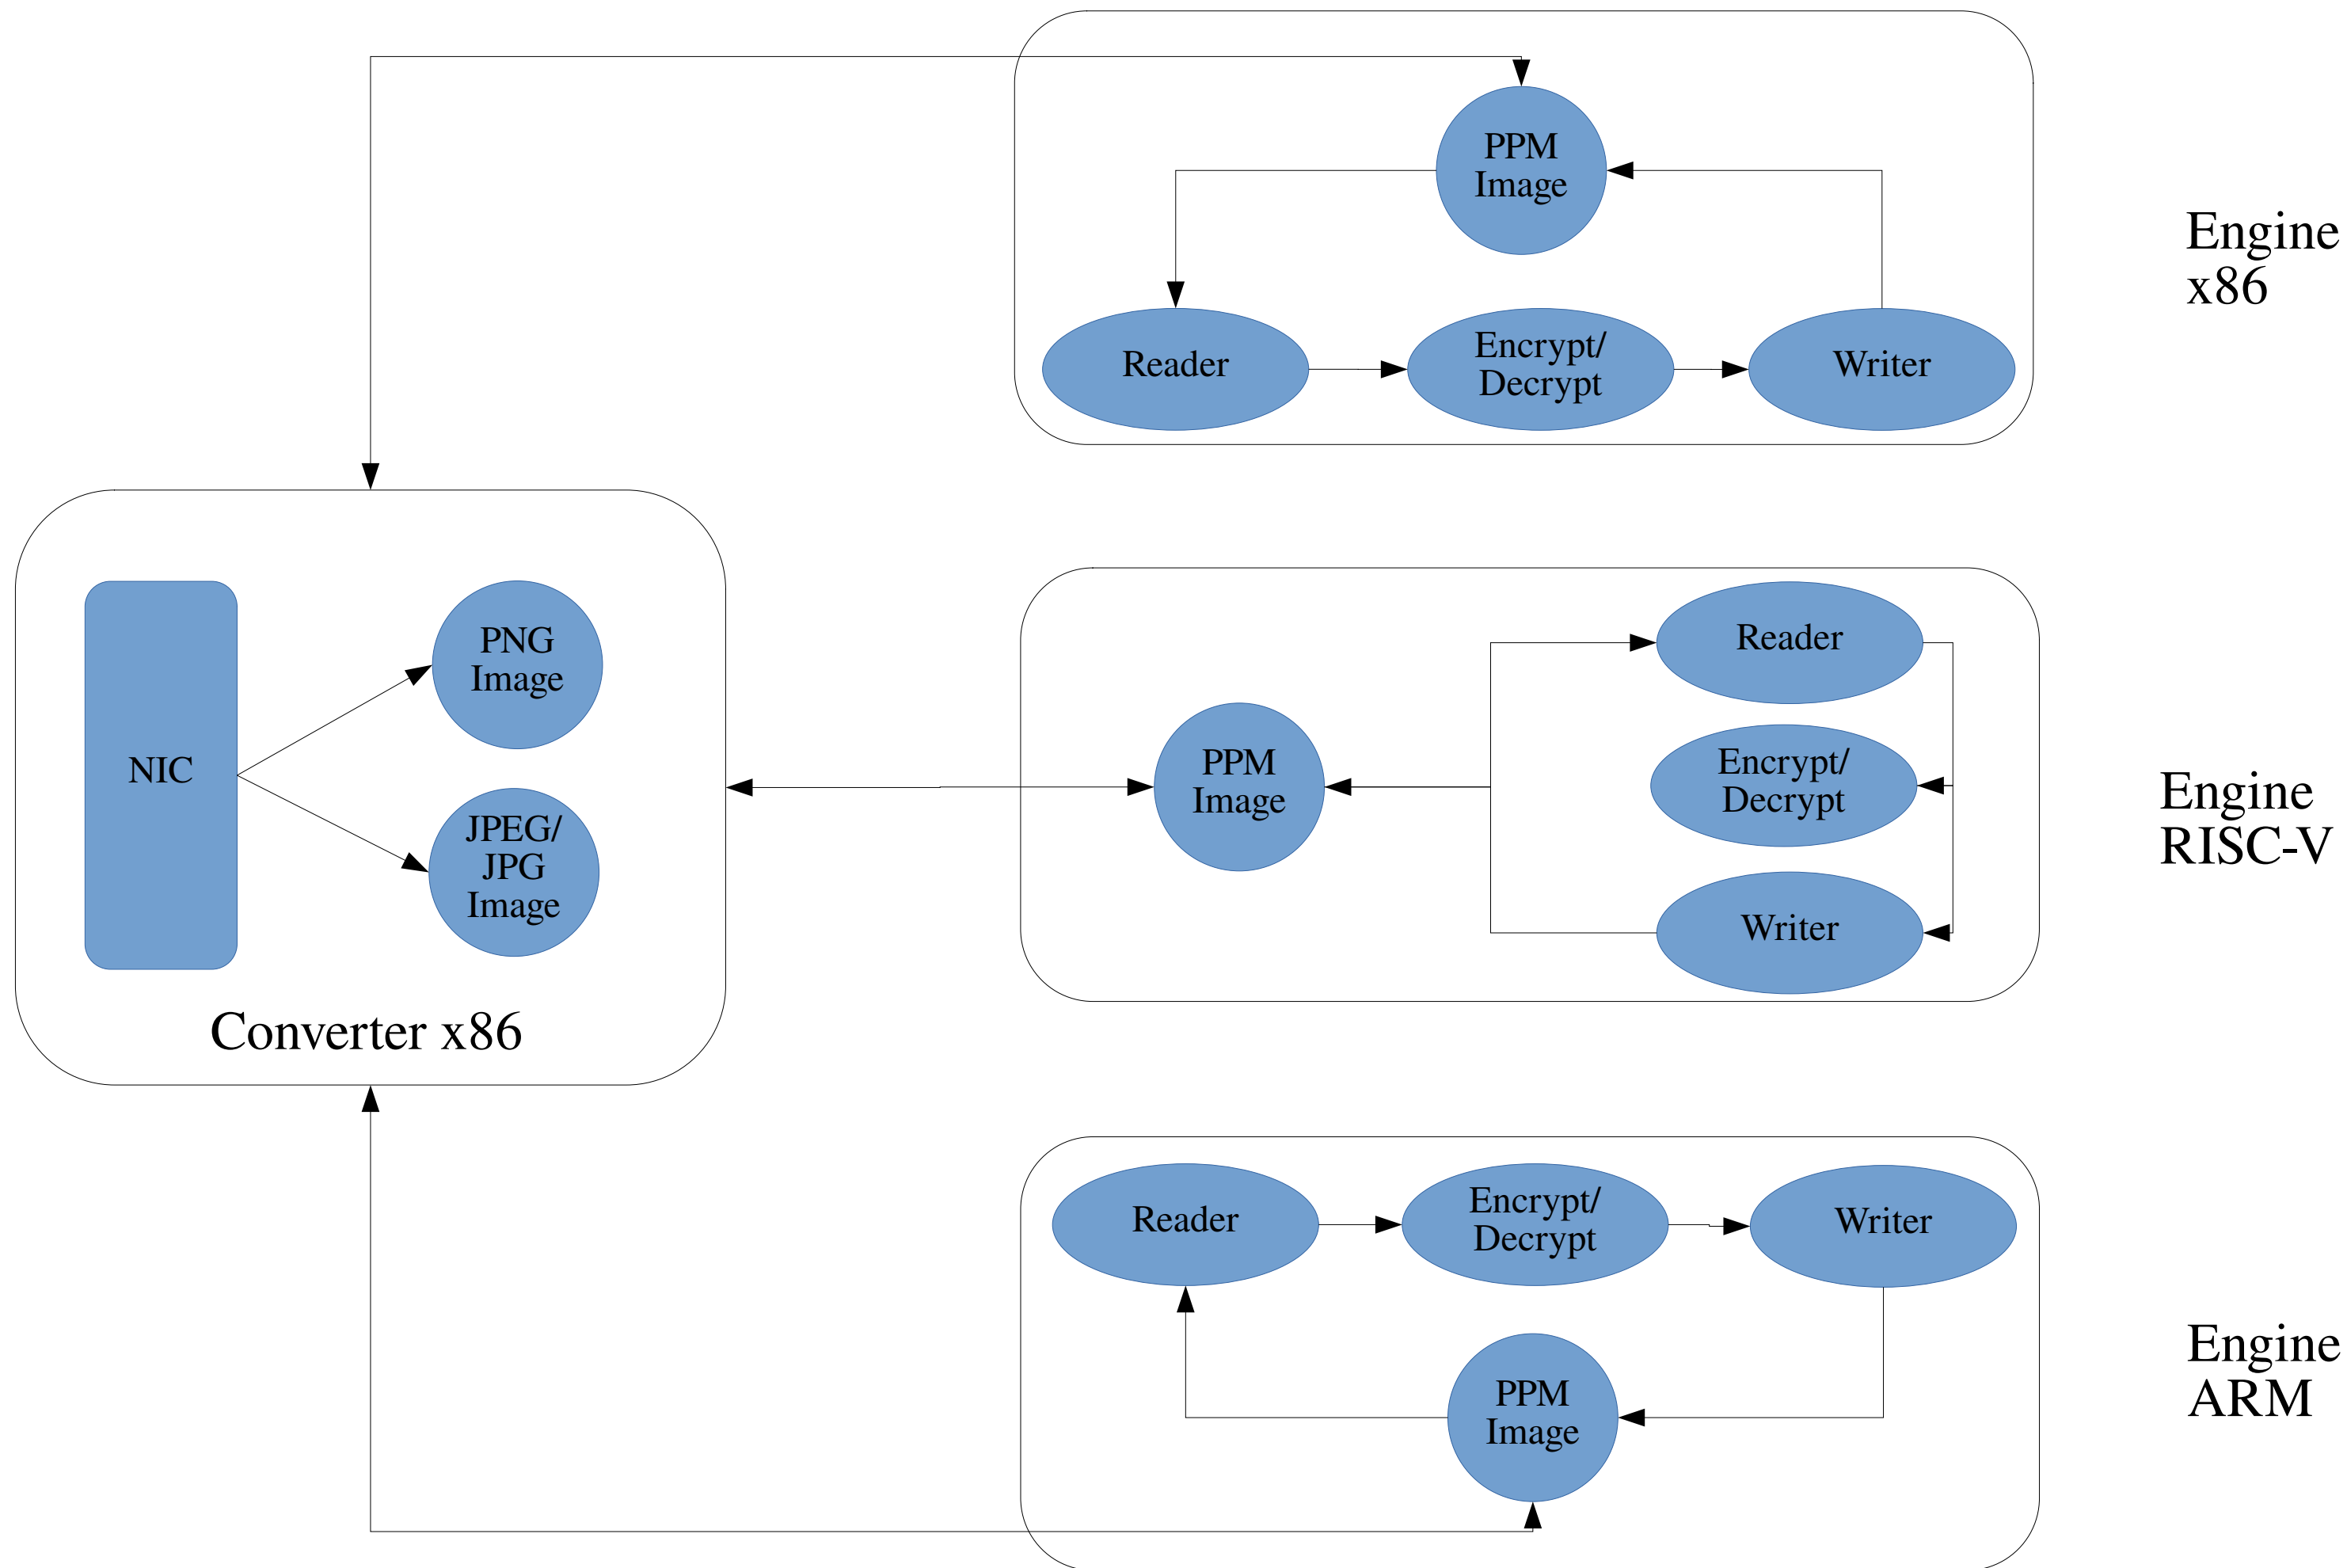 PPM
Image
Reader
Encrypt/
Decrypt
Writer
Engine
x86
NIC
PNG
Image
JPEG/
JPG
Image
Converter x86
PPM
Image
Reader
Encrypt/
Decrypt
Writer
Engine
RISC-V
Reader
Encrypt/
Decrypt
Writer
PPM
Image
Engine
ARM